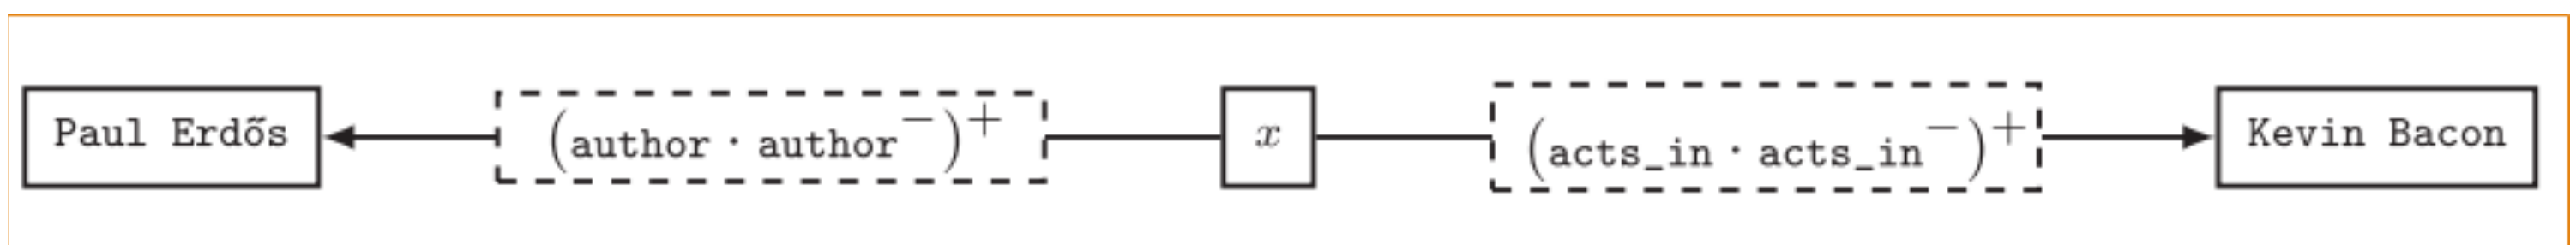 Paul Erdős
(author · author⁻)⁺
x
(acts_in · acts_in⁻)⁺
Kevin Bacon